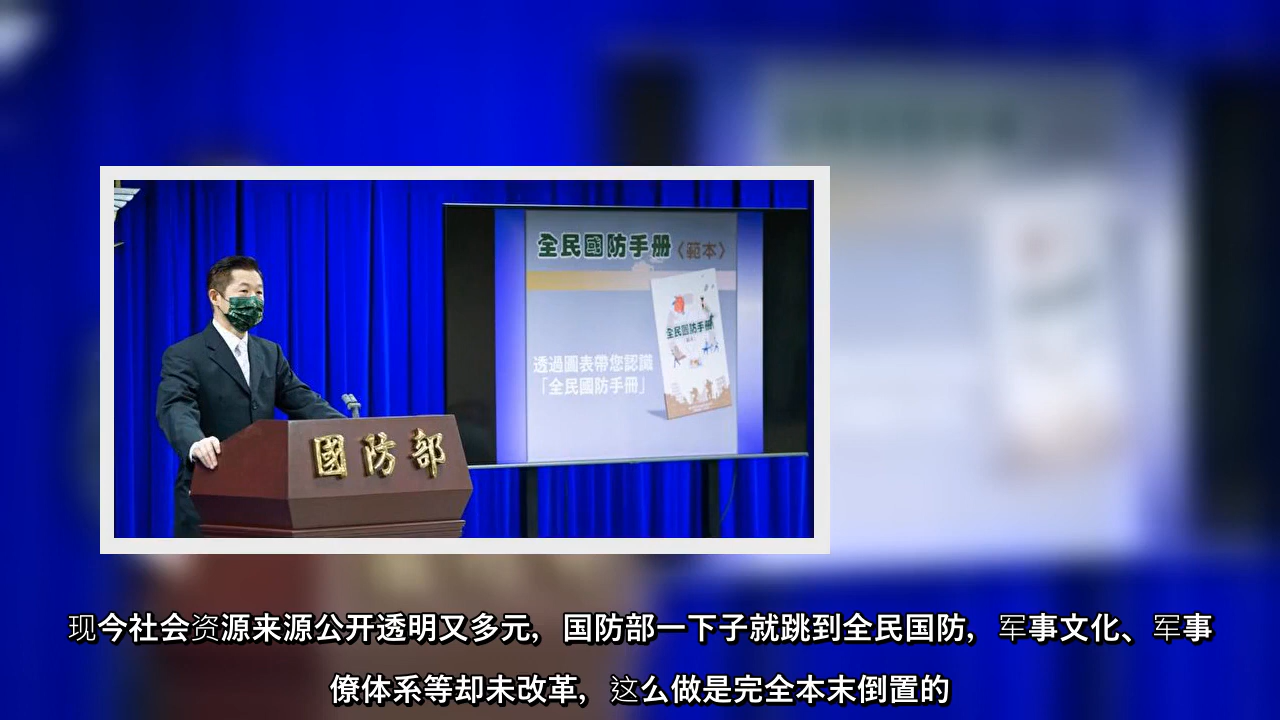 全民國防手册〈範本〉
全民國防手冊
透過圖表帶您認識
「全民國防手冊」
國防部
现今社会资源来源公开透明又多元，国防部一下子就跳到全民国防，军事文化、军事
僚体系等却未改革，这么做是完全本末倒置的